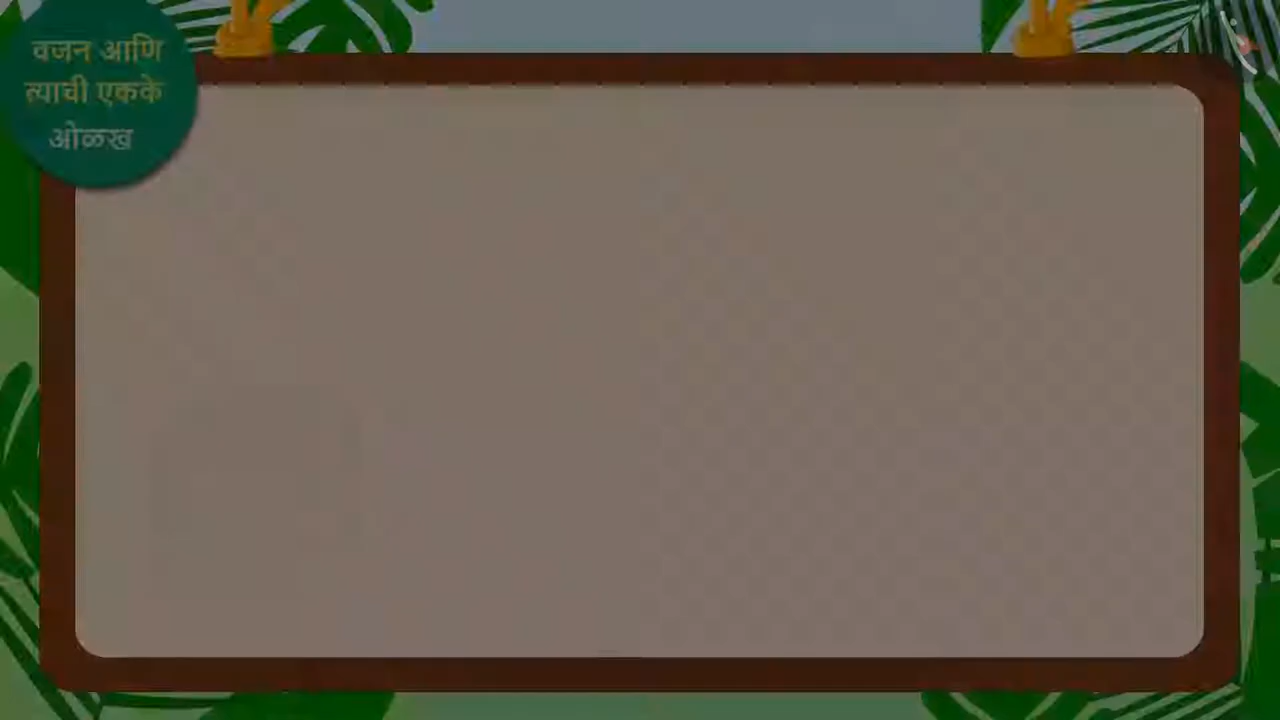 वजन आणि
त्याची एकके
ओळख